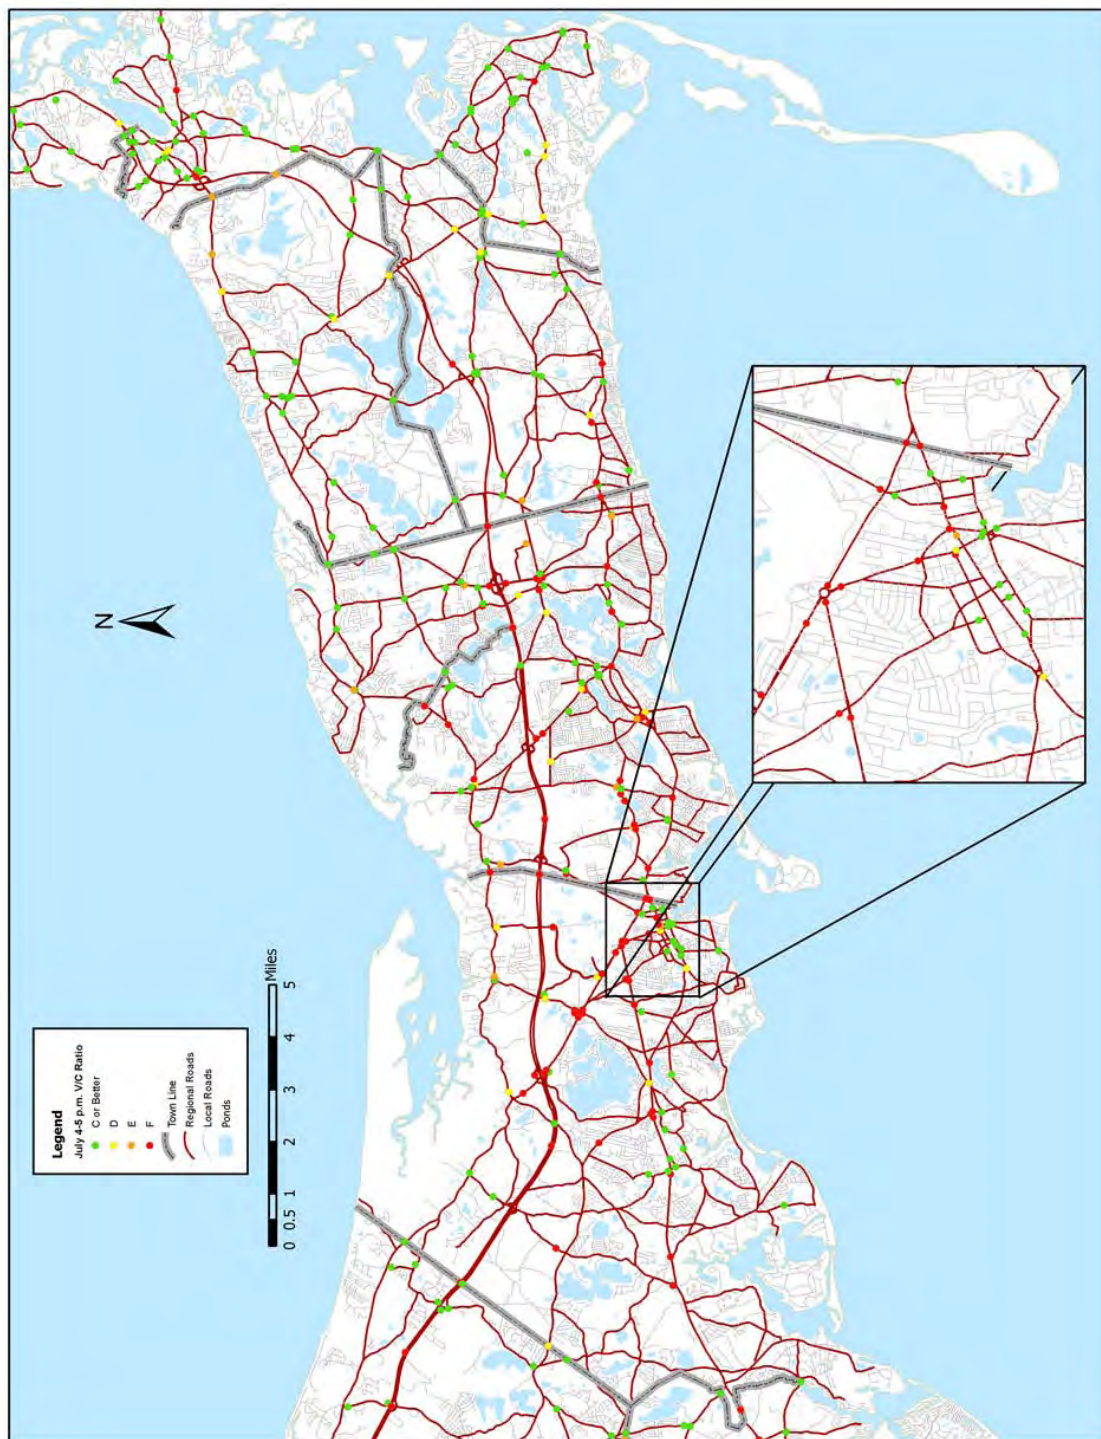 N
Legend
July 4-5 p.m. V/C Ratio
C or Better
D
E
F
Town Line
Regional Roads
Local Roads
Ponds
Miles
0 0.5 1 2 3 4 5